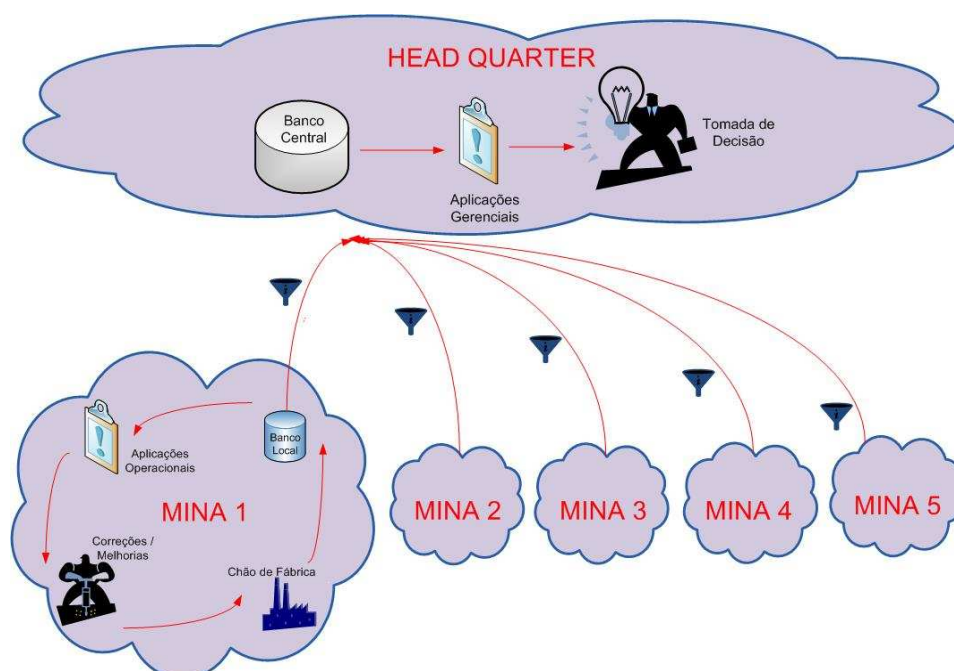 HEAD QUARTER
Banco
Central
Tomada de
Decisão
Aplicações
Gerenciais
Banco
Local
Aplicações
Operacionais
MINA 1
Correções /
Melhorias
Chão de Fábrica
MINA 2
MINA 3
MINA 4
MINA 5